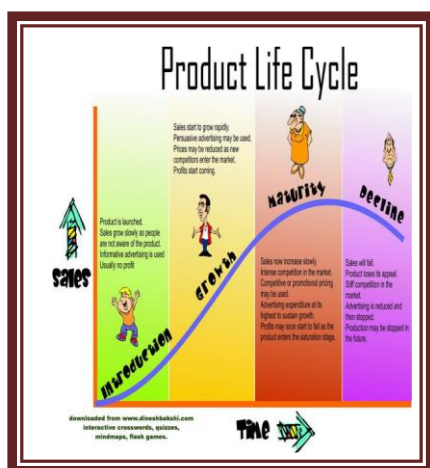 Product Life Cycle
Sales
Product is launched.
Sales grow slowly as people
are not aware of the product.
Informative advertising is used
Usually no profit
Introduction
Sales start to grow rapidly.
Persuasive advertising may be used.
Prices may be reduced as new
competitors enter the market.
Profits start coming.
Growth
Maturity
Sales now increase slowly.
Intense competition in the market.
Competitive or promotional pricing
may be used.
Advertising expenditure at its
highest to sustain growth.
Profits may soon start to fall as the
product enters the saturation stage.
Decline
Sales will fall.
Product loses its appeal.
Stiff competition in the
market.
Advertising is reduced and
then stopped.
Production may be stopped in
the future.
downloaded from www.dineshbakshi.com
interactive crosswords, quizzes,
mindmaps, flash games.
Time